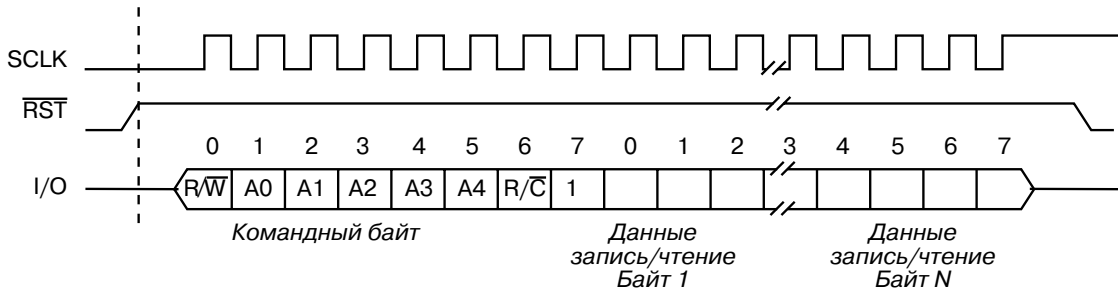 SCLK
RST
0 1 2 3 4 5 6 7 0 1 2 3 4 5 6 7
I/O R/W A0 A1 A2 A3 A4 R/C 1
Командный байт
Данные
запись/чтение
Байт 1
Данные
запись/чтение
Байт N